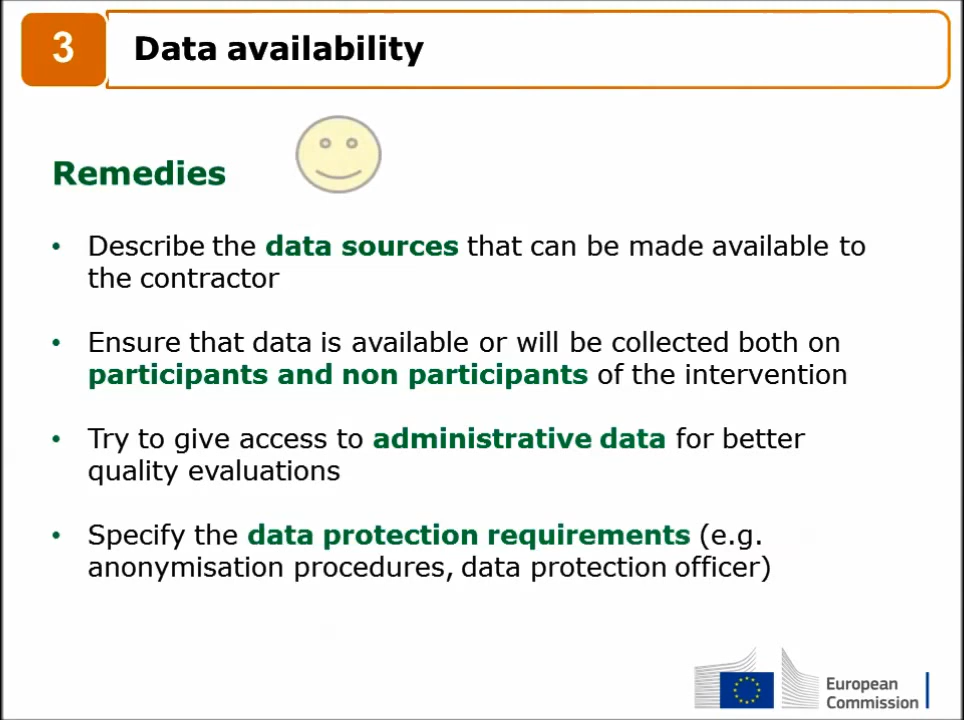 3
Data availability
Remedies
• Describe the data sources that can be made available to
the contractor
• Ensure that data is available or will be collected both on
participants and non participants of the intervention
• Try to give access to administrative data for better
quality evaluations
• Specify the data protection requirements (e.g.
anonymisation procedures, data protection officer)
European
Commission